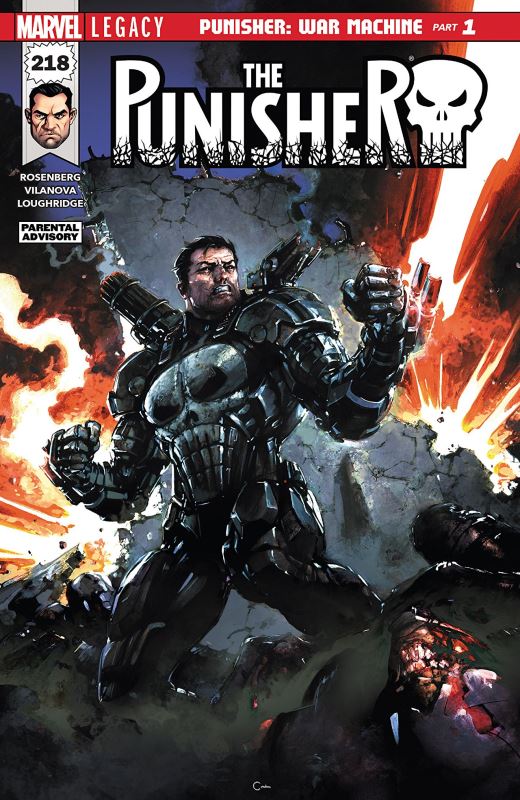 MARVEL LEGACY PUNISHER: WAR MACHINE PART 1
218
THE
PUNISHER
ROSENBERG
VILANOVA
LOUGHRIDGE
PARENTAL
ADVISORY